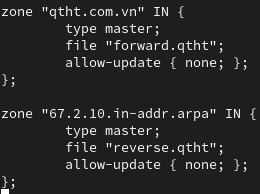 zone "qtht.com.vn" IN {
        type master;
        file "forward.qtht";
        allow-update { none; };
};

zone "67.2.10.in-addr.arpa" IN {
        type master;
        file "reverse.qtht";
        allow-update { none; };
};